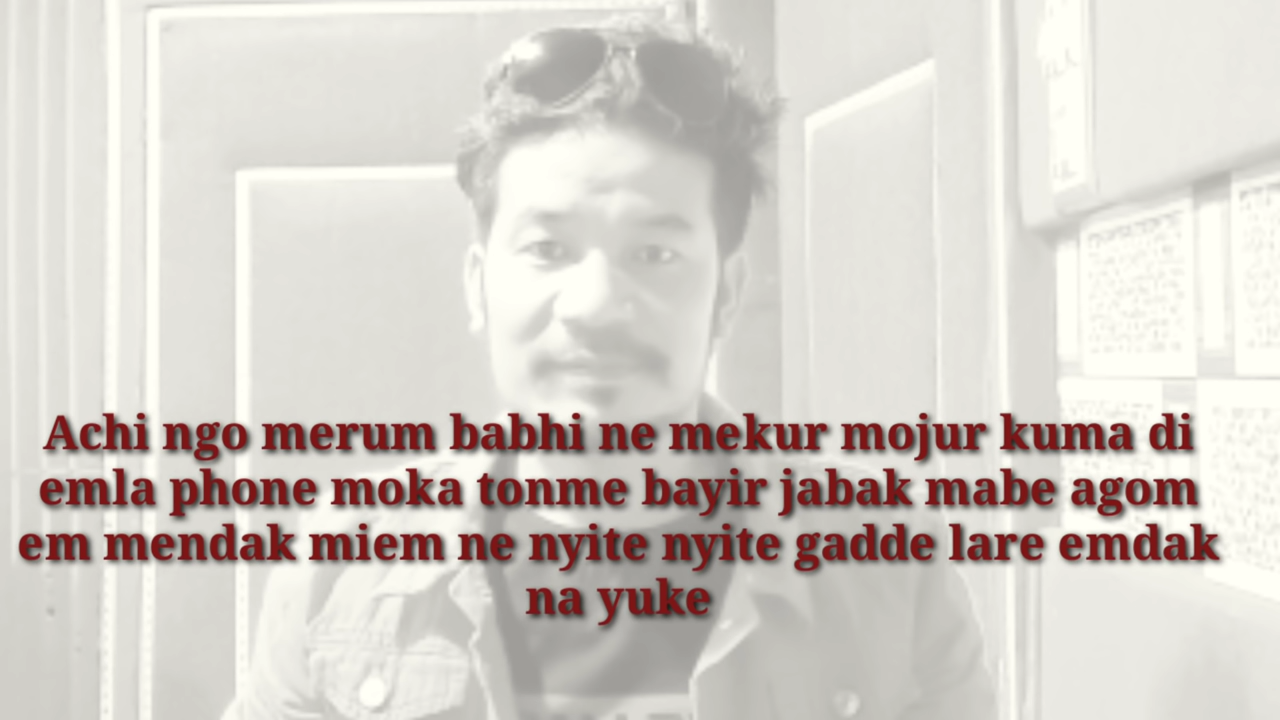 Achi ngo merum babhi ne mekur mojur kuma di
emla phone moka tonme bayir jabak mabe agom
em mendak miem ne nyite nyite gadde lare emdak
na yuke